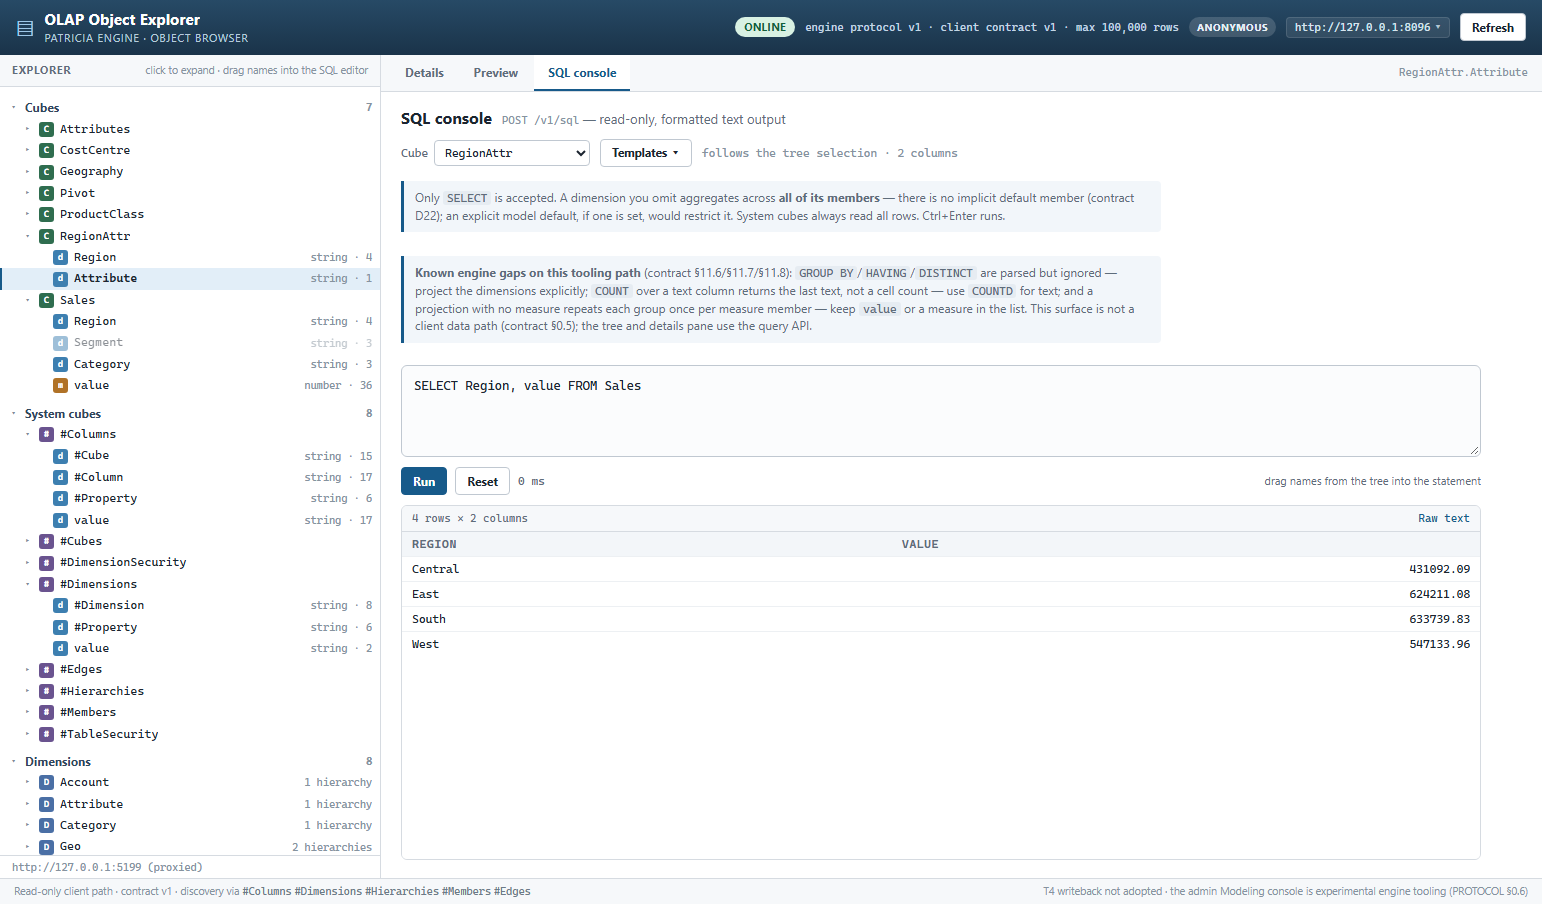 OLAP Object Explorer
PATRICIA ENGINE · OBJECT BROWSER
ONLINE engine protocol v1 · client contract v1 · max 100,000 rows ANONYMOUS http://127.0.0.1:8096 Refresh
EXPLORER click to expand · drag names into the SQL editor
Cubes 7
C Attributes
C CostCentre
C Geography
C Pivot
C ProductClass
C RegionAttr
d Region string · 4
d Attribute string · 1
C Sales
d Region string · 4
d Segment string · 3
d Category string · 3
m value number · 36
System cubes 8
# #Columns
d #Cube string · 15
d #Column string · 17
d #Property string · 6
d value string · 17
# #Cubes
# #DimensionSecurity
# #Dimensions
d #Dimension string · 8
d #Property string · 6
d value string · 2
# #Edges
# #Hierarchies
# #Members
# #TableSecurity
Dimensions 8
D Account 1 hierarchy
D Attribute 1 hierarchy
D Category 1 hierarchy
D Geo 2 hierarchies
http://127.0.0.1:5199 (proxied)
Details Preview SQL console RegionAttr.Attribute
SQL console POST /v1/sql — read-only, formatted text output
Cube RegionAttr Templates follows the tree selection · 2 columns
Only SELECT is accepted. A dimension you omit aggregates across all of its members — there is no implicit default member (contract
D22); an explicit model default, if one is set, would restrict it. System cubes always read all rows. Ctrl+Enter runs.
Known engine gaps on this tooling path (contract §11.6/§11.7/§11.8): GROUP BY / HAVING / DISTINCT are parsed but ignored —
project the dimensions explicitly; COUNT over a text column returns the last text, not a cell count — use COUNTD for text; and a
projection with no measure repeats each group once per measure member — keep value or a measure in the list. This surface is not a
client data path (contract §0.5); the tree and details pane use the query API.
SELECT Region, value FROM Sales
Run Reset 0 ms drag names from the tree into the statement
4 rows × 2 columns Raw text
REGION VALUE
Central 431092.09
East 624211.08
South 633739.83
West 547133.96
Read-only client path · contract v1 · discovery via #Columns #Dimensions #Hierarchies #Members #Edges
T4 writeback not adopted · the admin Modeling console is experimental engine tooling (PROTOCOL §0.6)